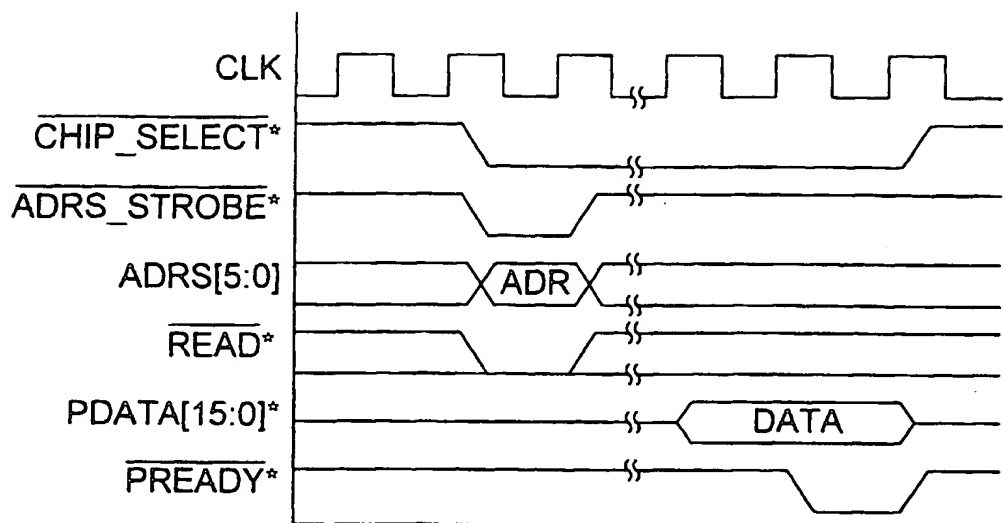 CLK
CHIP_SELECT*
ADRS_STROBE*
ADRS[5:0]
ADR
READ*
PDATA[15:0]*
DATA
PREADY*